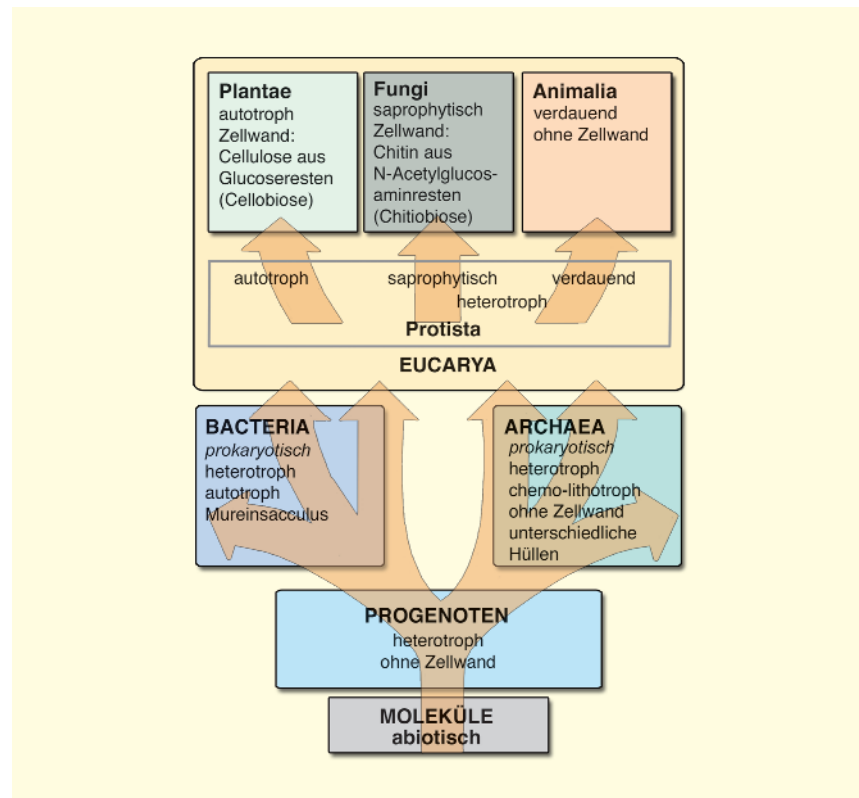 Plantae
autotroph
Zellwand:
Cellulose aus
Glucoseresten
(Cellobiose)
Fungi
saprophytisch
Zellwand:
Chitin aus
N-Acetylglucos-
aminresten
(Chitiobiose)
Animalia
verdauend
ohne Zellwand
autotroph
saprophytisch
verdauend
heterotroph
Protista
EUCARYA
BACTERIA
prokaryotisch
heterotroph
autotroph
Mureinsacculus
ARCHAEA
prokaryotisch
heterotroph
chemo-lithotroph
ohne Zellwand
unterschiedliche
Hüllen
PROGENOTEN
heterotroph
ohne Zellwand
MOLEKÜLE
abiotisch